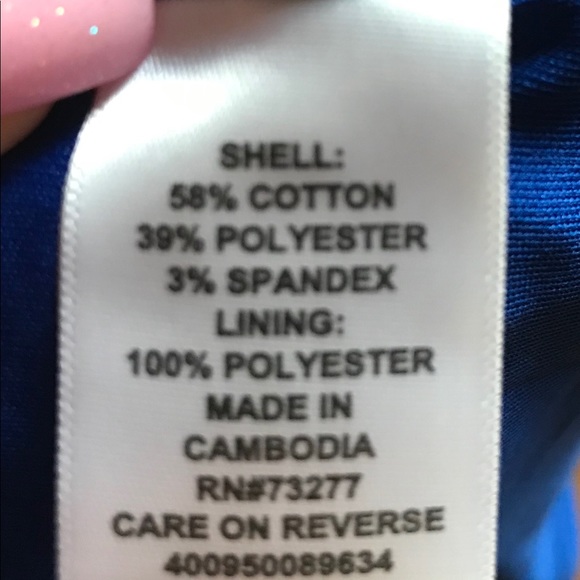 SHELL:
58% COTTON
39% POLYESTER
3% SPANDEX
LINING:
100% POLYESTER
MADE IN
CAMBODIA
RN#73277
CARE ON REVERSE
400950089634